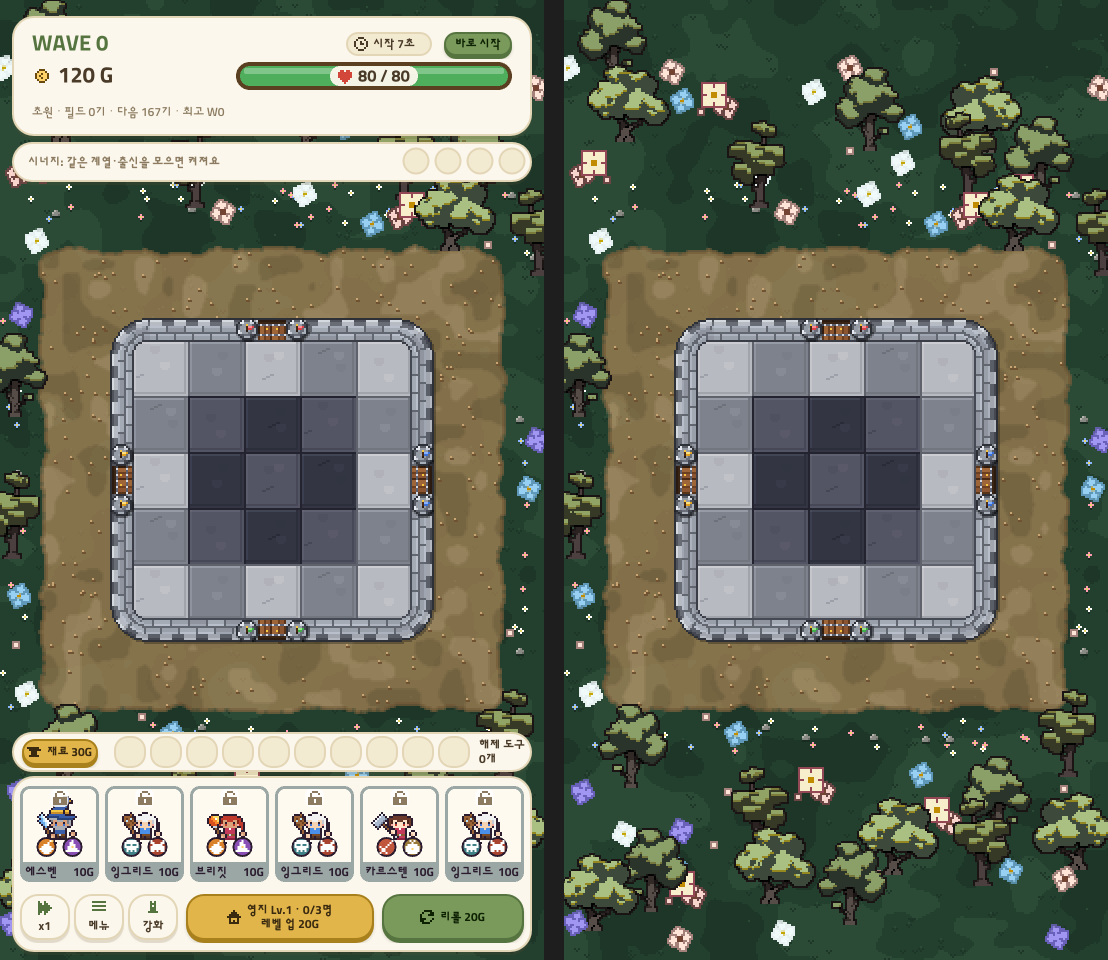 WAVE 0
시작 7초
바로 시작
120 G
80 / 80
초원 · 필드 0기 · 다음 167기 · 최고 W0
시너지: 같은 계열·출신을 모으면 켜져요
재료 30G
해제 도구
0개
에스벤 10G
잉그리드 10G
브리짓 10G
잉그리드 10G
카르스텐 10G
잉그리드 10G
x1
메뉴
강화
영지 Lv.1 · 0/3명
레벨 업 20G
리롤 20G